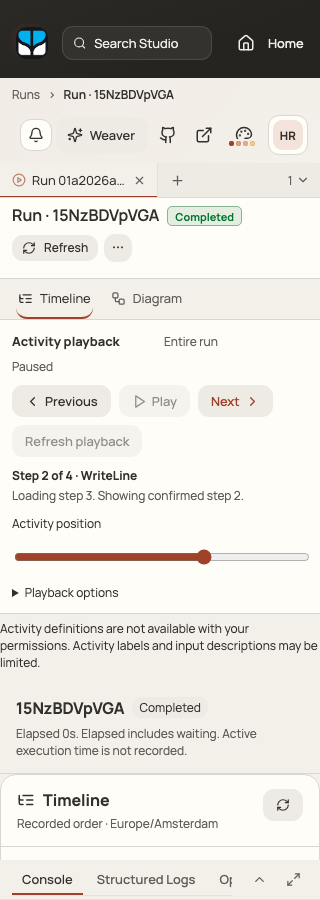 Search Studio
Home
Runs > Run · 15NzBDVpVGA
Weaver
HR
Run 01a2026a...
1
Run · 15NzBDVpVGA Completed
Refresh
Timeline Diagram
Activity playback Entire run
Paused
Previous Play Next
Refresh playback
Step 2 of 4 · WriteLine
Loading step 3. Showing confirmed step 2.
Activity position
Playback options
Activity definitions are not available with your
permissions. Activity labels and input descriptions may be
limited.
15NzBDVpVGA Completed
Elapsed 0s. Elapsed includes waiting. Active
execution time is not recorded.
Timeline
Recorded order · Europe/Amsterdam
Console Structured Logs